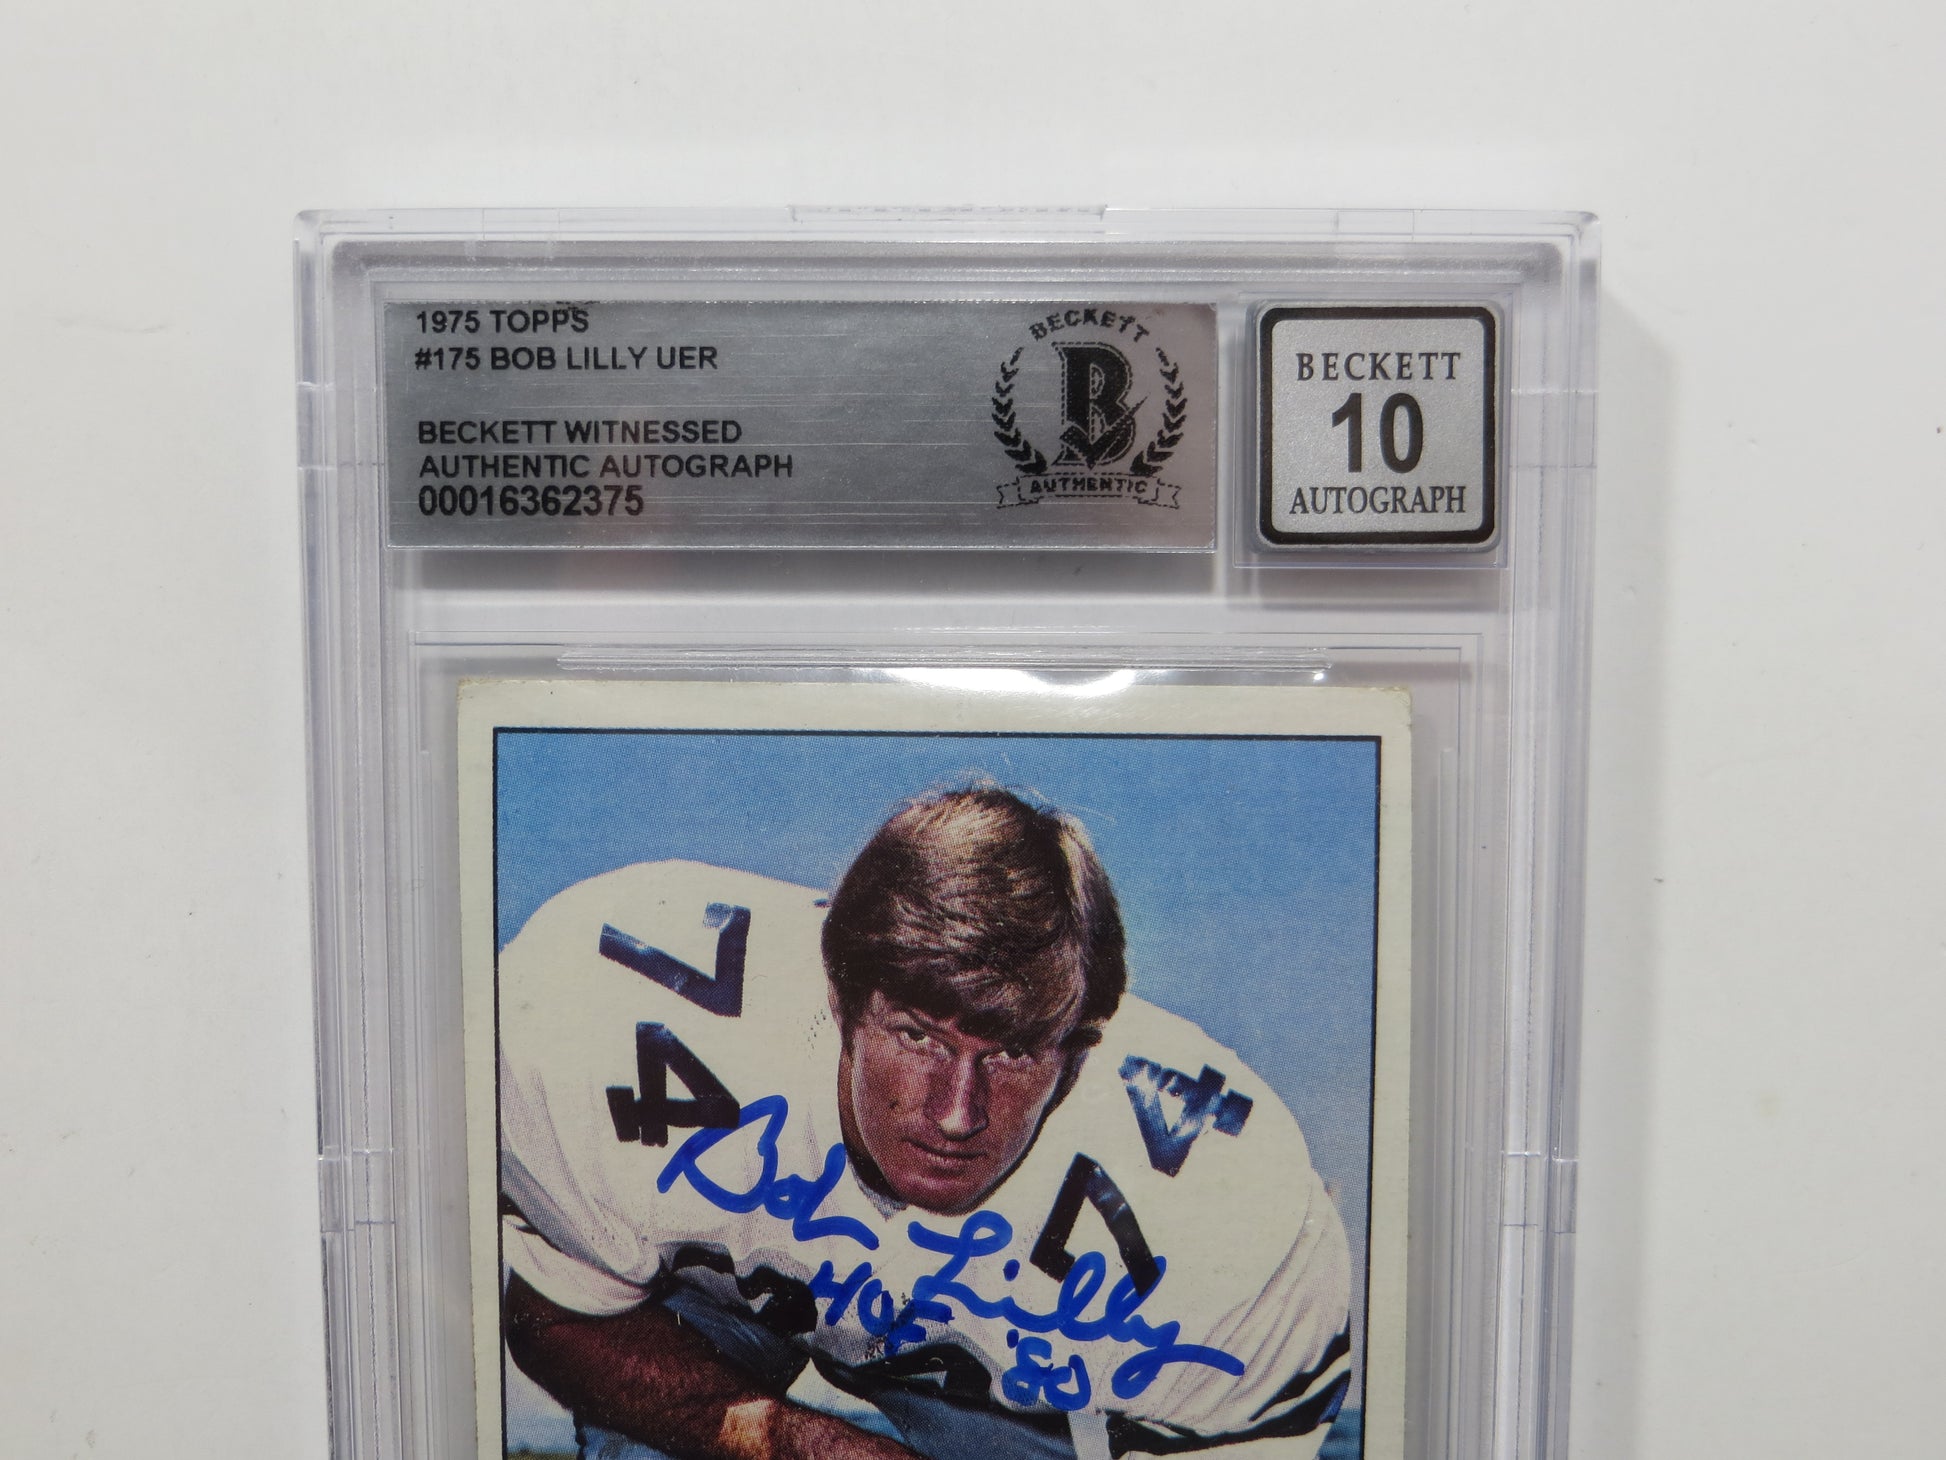 1975 TOPPS
#175 BOB LILLY UER
BECKETT WITNESSED
AUTHENTIC AUTOGRAPH
00016362375
BECKETT
B
AUTHENTIC
BECKETT
10
AUTOGRAPH
74
74
Bob Lilly
HOF '80